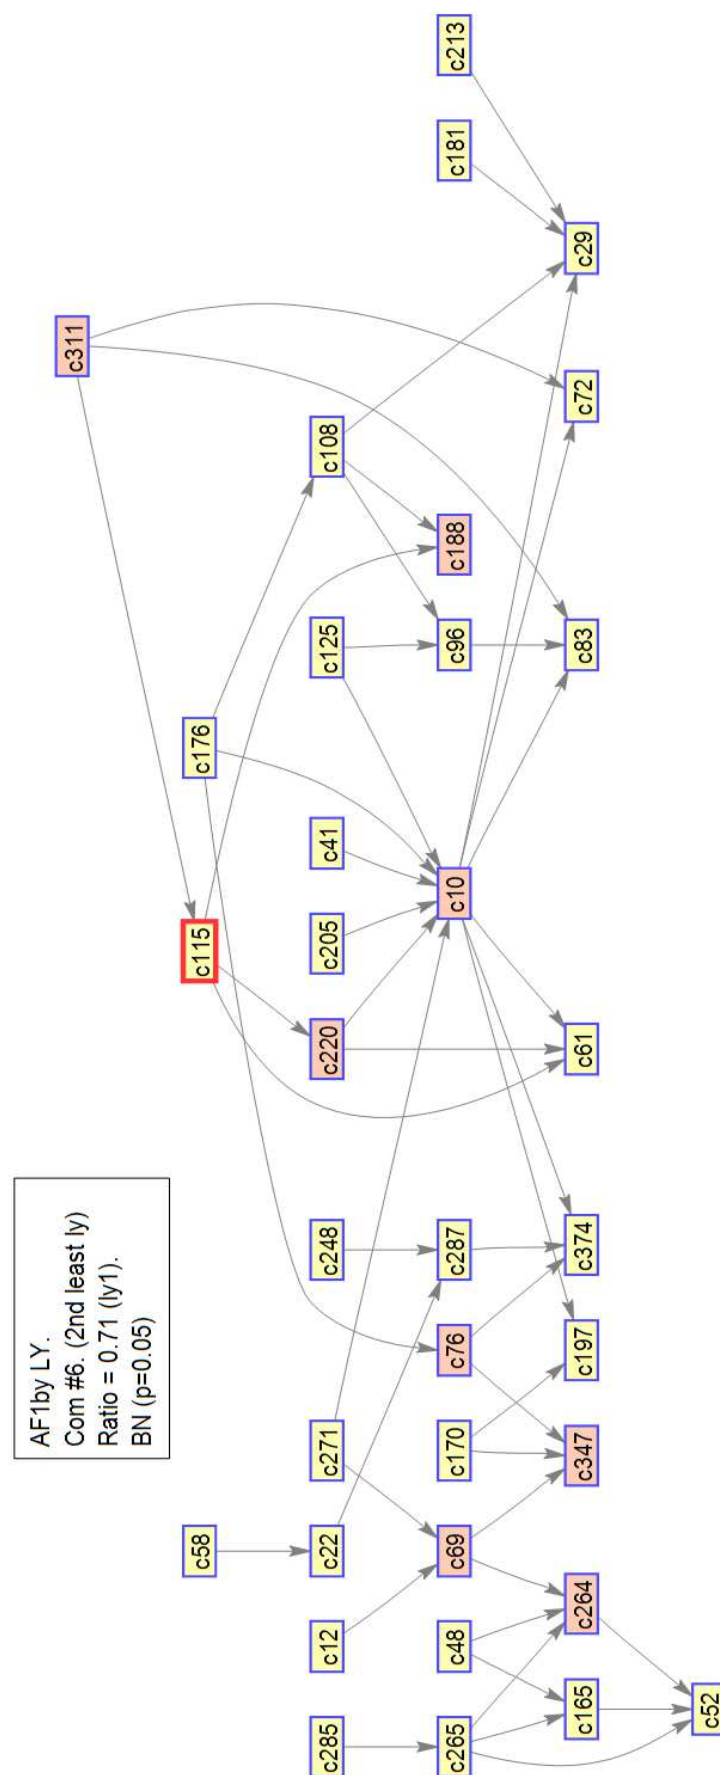 AF1by LY.
Com #6. (2nd least ly)
Ratio = 0.71 (ly1).
BN (p=0.05)
c311
c58
c115
c176
c285
c12
c22
c271
c248
c220
c205
c41
c125
c108
c265
c48
c69
c170
c76
c287
c10
c96
c188
c181
c213
c165
c264
c347
c197
c374
c61
c83
c72
c29
c52